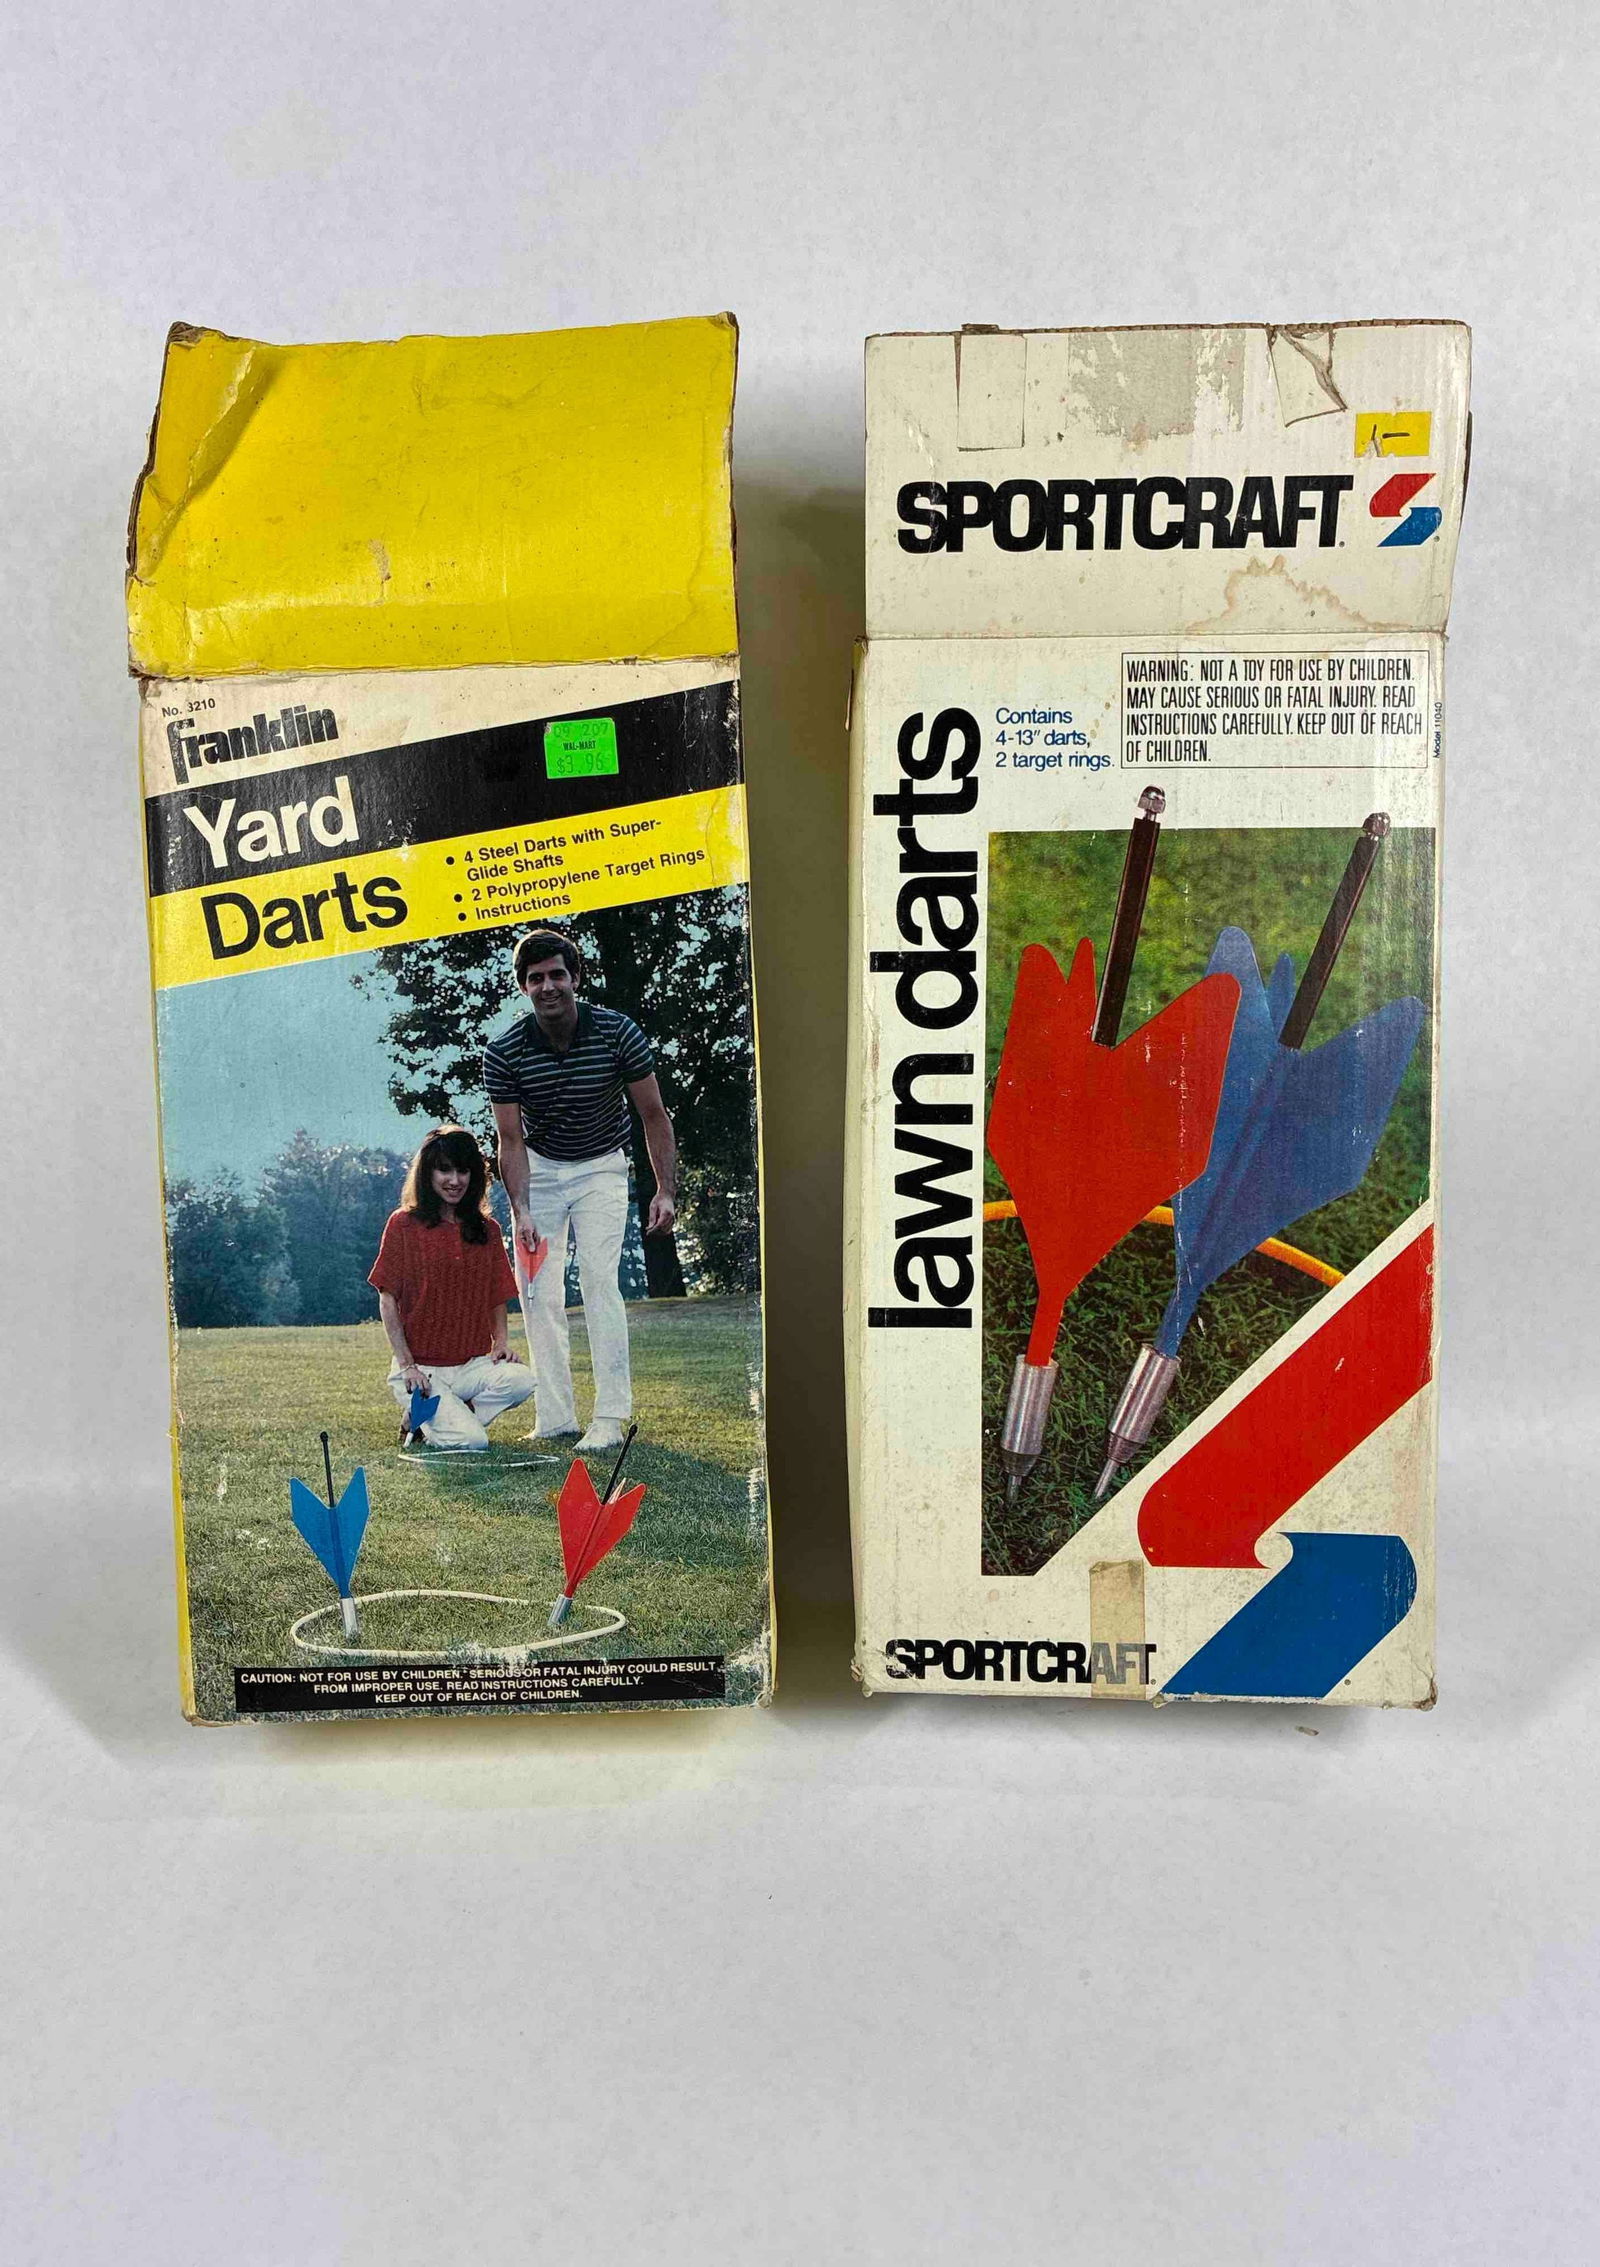 No. 3210
franklin
Yard
Darts
09 207
WAL-MART
$3.96
• 4 Steel Darts with Super-
Glide Shafts
• 2 Polypropylene Target Rings
• Instructions
CAUTION: NOT FOR USE BY CHILDREN. SERIOUS OR FATAL INJURY COULD RESULT
FROM IMPROPER USE. READ INSTRUCTIONS CAREFULLY.
KEEP OUT OF REACH OF CHILDREN.
SPORTCRAFT
WARNING: NOT A TOY FOR USE BY CHILDREN.
MAY CAUSE SERIOUS OR FATAL INJURY. READ
INSTRUCTIONS CAREFULLY. KEEP OUT OF REACH
OF CHILDREN.
Model 11040
Contains
4-13" darts,
2 target rings.
lawn darts
SPORTCRAFT